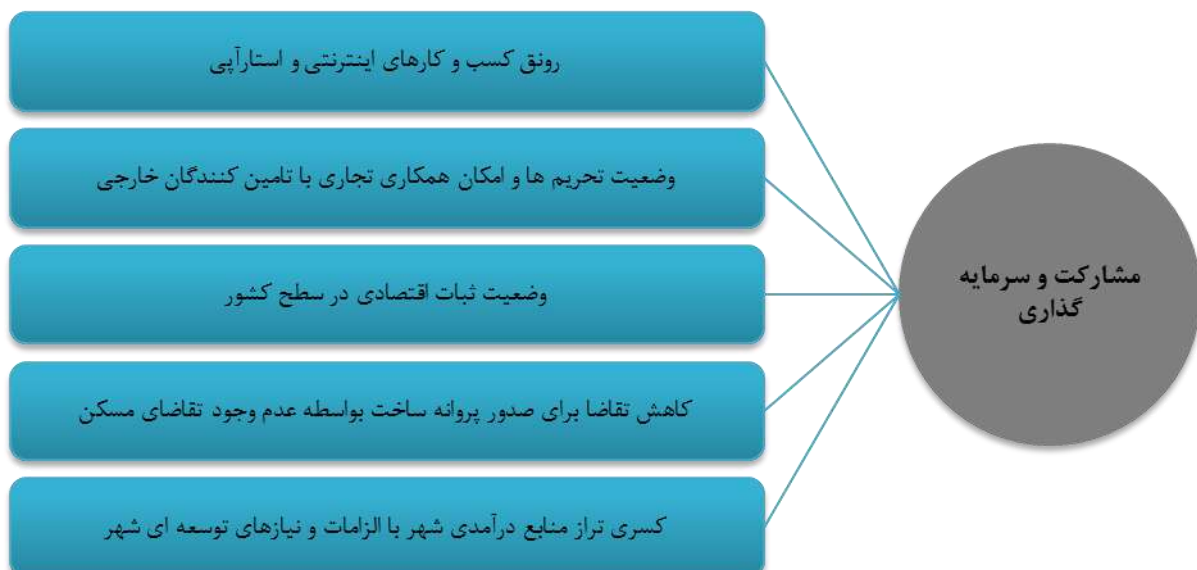 مشارکت و سرمایه
گذاری
رونق کسب و کارهای اینترنتی و استارآپی
وضعیت تحریم ها و امکان همکاری تجاری با تامین کنندگان خارجی
وضعیت ثبات اقتصادی در سطح کشور
کاهش تقاضا برای صدور پروانه ساخت بواسطه عدم وجود تقاضای مسکن
کسری تراز منابع درآمدی شهر با الزامات و نیازهای توسعه ای شهر